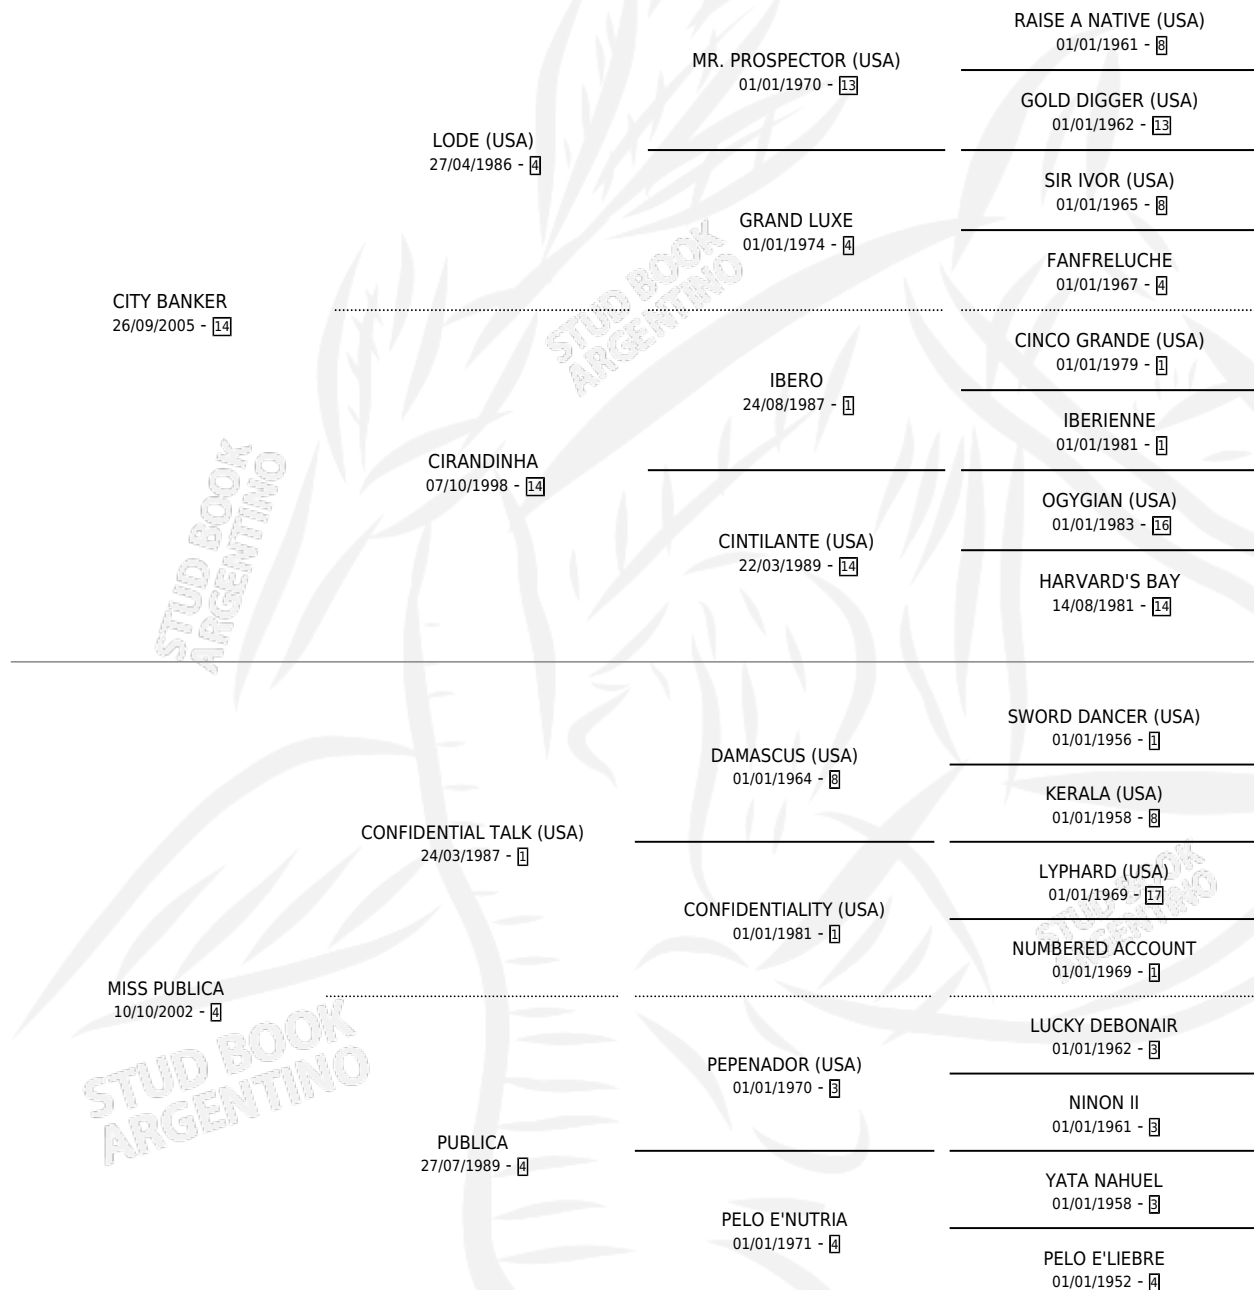 RAISE A NATIVE (USA)
01/01/1961 - 8
MR. PROSPECTOR (USA)
01/01/1970 - 13
GOLD DIGGER (USA)
01/01/1962 - 13
LODE (USA)
27/04/1986 - 4
SIR IVOR (USA)
01/01/1965 - 8
GRAND LUXE
01/01/1974 - 4
FANFRELUCHE
01/01/1967 - 4
CITY BANKER
26/09/2005 - 14
CINCO GRANDE (USA)
01/01/1979 - 1
IBERO
24/08/1987 - 1
IBERIENNE
01/01/1981 - 1
CIRANDINHA
07/10/1998 - 14
OGYGIAN (USA)
01/01/1983 - 16
CINTILANTE (USA)
22/03/1989 - 14
HARVARD'S BAY
14/08/1981 - 14
SWORD DANCER (USA)
01/01/1956 - 1
DAMASCUS (USA)
01/01/1964 - 8
KERALA (USA)
01/01/1958 - 8
CONFIDENTIAL TALK (USA)
24/03/1987 - 1
LYPHARD (USA)
01/01/1969 - 17
CONFIDENTIALITY (USA)
01/01/1981 - 1
NUMBERED ACCOUNT
01/01/1969 - 1
MISS PUBLICA
10/10/2002 - 4
LUCKY DEBONAIR
01/01/1962 - 3
PEPENADOR (USA)
01/01/1970 - 3
NINON II
01/01/1961 - 3
PUBLICA
27/07/1989 - 4
YATA NAHUEL
01/01/1958 - 3
PELO E'NUTRIA
01/01/1971 - 4
PELO E'LIEBRE
01/01/1952 - 4
STUD BOOK
ARGENTINO
STUD BOOK
ARGENTINO
STUD BOOK
ARGENTINO
STUD BOOK
ARGENTINO